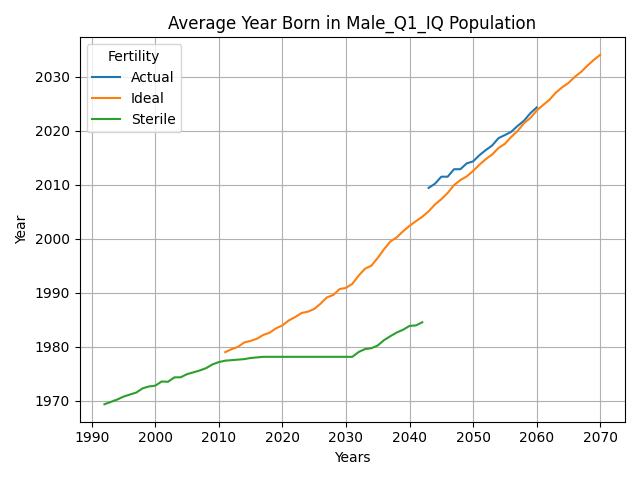 Average Year Born in Male_Q1_IQ Population
Fertility
Actual
Ideal
Sterile
2030
2020
2010
2000
1990
1980
1970
Year
1990
2000
2010
2020
2030
2040
2050
2060
2070
Years